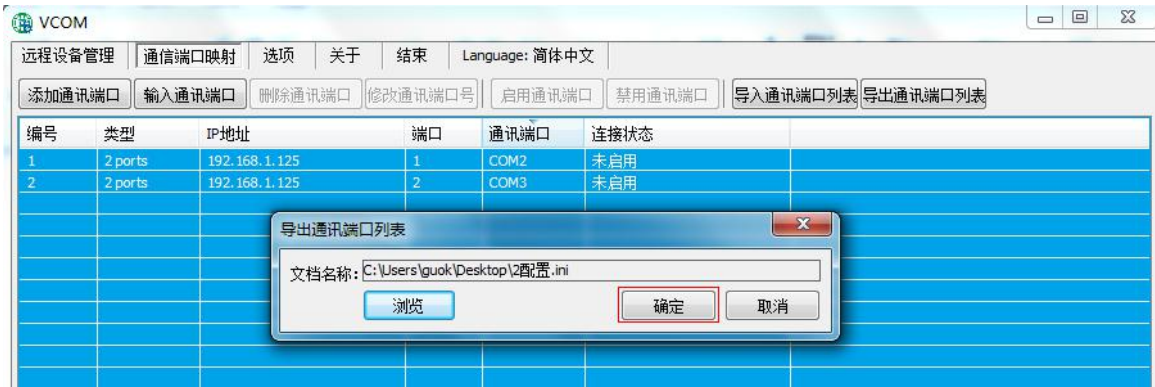 VCOM
远程设备管理 通信端口映射 选项 关于 结束 Language: 简体中文
添加通讯端口 输入通讯端口 删除通讯端口 修改通讯端口号 启用通讯端口 禁用通讯端口 导入通讯端口列表 导出通讯端口列表
编号 类型 IP地址 端口 通讯端口 连接状态
1 2 ports 192.168.1.125 1 COM2 未启用
2 2 ports 192.168.1.125 2 COM3 未启用
导出通讯端口列表
文档名称: C:\Users\guok\Desktop\2配置.ini
浏览 确定 取消